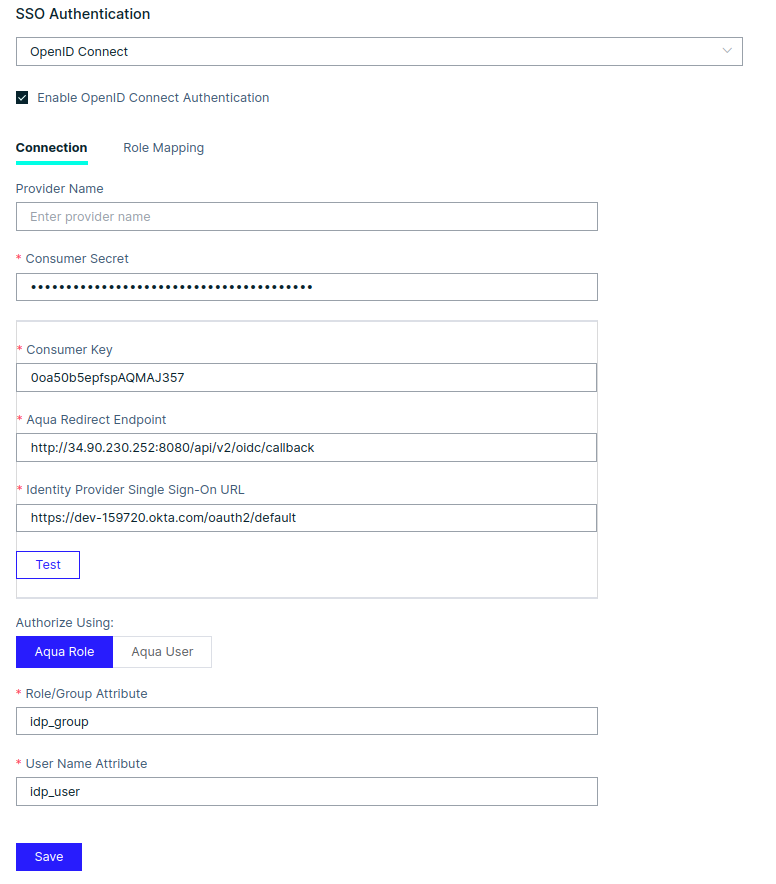 SSO Authentication
OpenID Connect
Enable OpenID Connect Authentication
Connection Role Mapping
Provider Name
Enter provider name
* Consumer Secret
••••••••••••••••••••••••••••••••••••••••
* Consumer Key
0oa50b5epfspAQMAJ357
* Aqua Redirect Endpoint
http://34.90.230.252:8080/api/v2/oidc/callback
* Identity Provider Single Sign-On URL
https://dev-159720.okta.com/oauth2/default
Test
Authorize Using:
Aqua Role Aqua User
* Role/Group Attribute
idp_group
* User Name Attribute
idp_user
Save